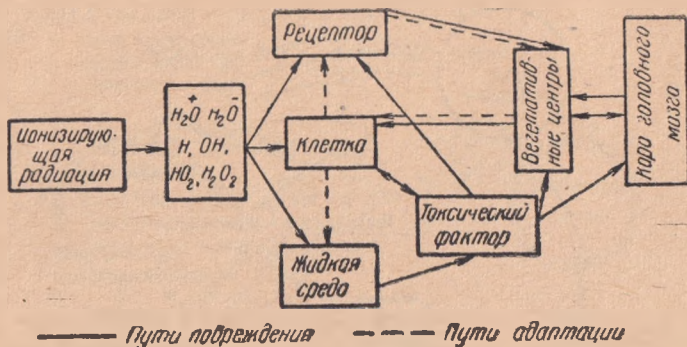 Рецептор
Ионизирую-
щая
радиация
H₂O⁺ H₂O⁻
H, OH,
HO₂, H₂O₂
Клетка
Жидкая
среда
Токсический
фактор
Вегетатив-
ные центры
Кора головного
мозга
Пути повреждения
Пути адаптации